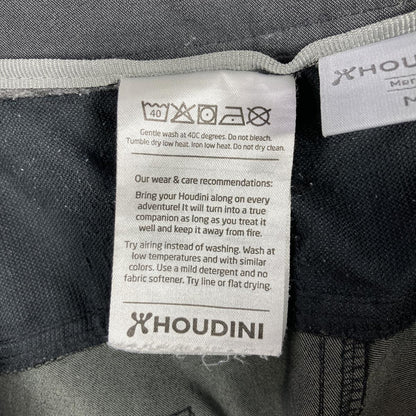 40
Gentle wash at 40C degrees. Do not bleach.
Tumble dry low heat. Iron low heat. Do not dry clean.
Our wear & care recommendations:
Bring your Houdini along on every
adventure! It will turn into a true
companion as long as you treat it
well and keep it away from fire.
Try airing instead of washing. Wash at
low temperatures and with similar
colors. Use a mild detergent and no
fabric softener. Try line or flat drying.
HOUDINI
HOU